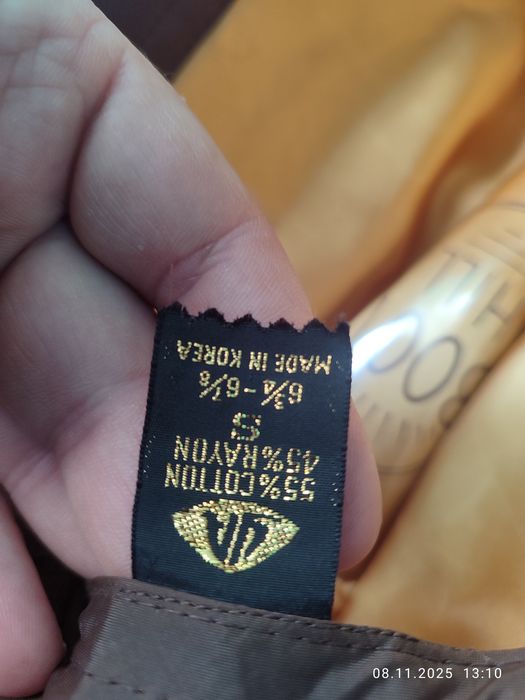 55% COTTON
45% RAYON
S
6¾-6⅞
MADE IN KOREA
08.11.2025 13:10